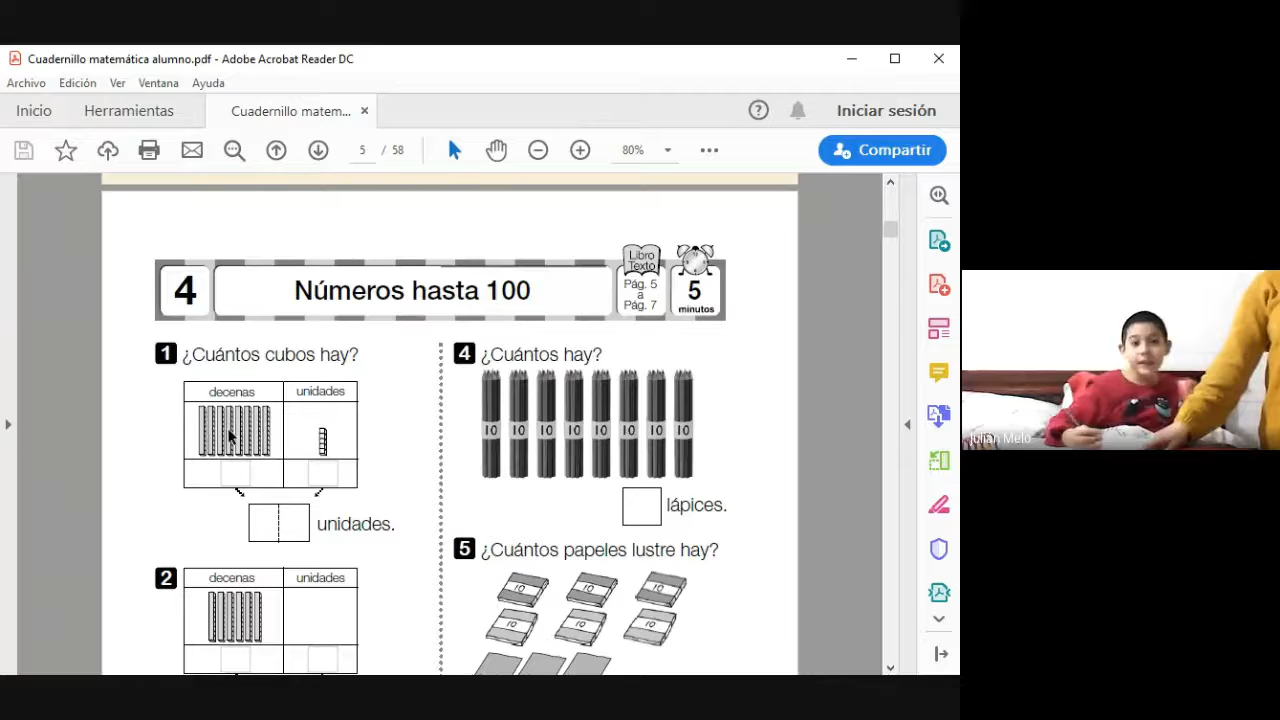 Cuadernillo matemática alumno.pdf - Adobe Acrobat Reader DC
Archivo Edición Ver Ventana Ayuda
Inicio Herramientas Cuadernillo matem... Iniciar sesión
5 / 58 80% Compartir
4 Números hasta 100
Libro
Texto
Pág. 5
a
Pág. 7
5
minutos
1 ¿Cuántos cubos hay?
decenas unidades
unidades.
2
decenas unidades
4 ¿Cuántos hay?
10 10 10 10 10 10 10 10
lápices.
5 ¿Cuántos papeles lustre hay?
10 10 10
10 10 10
Julian Melo